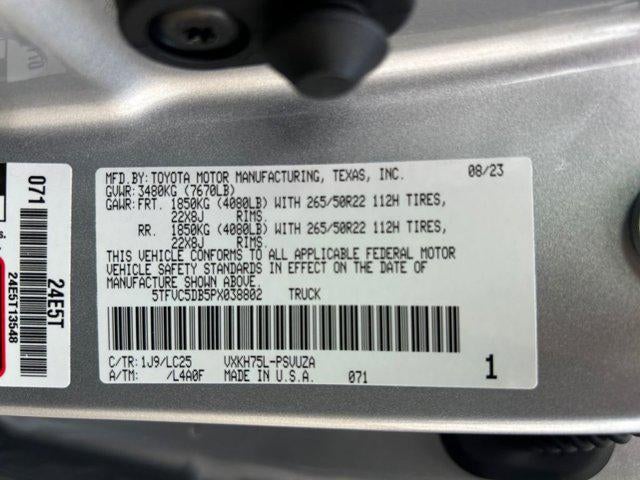 MFD.BY:TOYOTA MOTOR MANUFACTURING, TEXAS, INC. 08/23
GVWR:3480KG (7670LB)
GAWR:FRT. 1850KG (4080LB) WITH 265/50R22 112H TIRES,
22X8J RIMS.
RR. 1850KG (4080LB) WITH 265/50R22 112H TIRES,
22X8J RIMS.
THIS VEHICLE CONFORMS TO ALL APPLICABLE FEDERAL MOTOR
VEHICLE SAFETY STANDARDS IN EFFECT ON THE DATE OF
MANUFACTURE SHOWN ABOVE.
5TFVC5DB5PX038802 TRUCK
C/TR:1J9/LC25 VXKH75L-PSVUZA
A/TM: /L4A0F MADE IN U.S.A. 071
1
071
24E5T
24E5T13548
s.